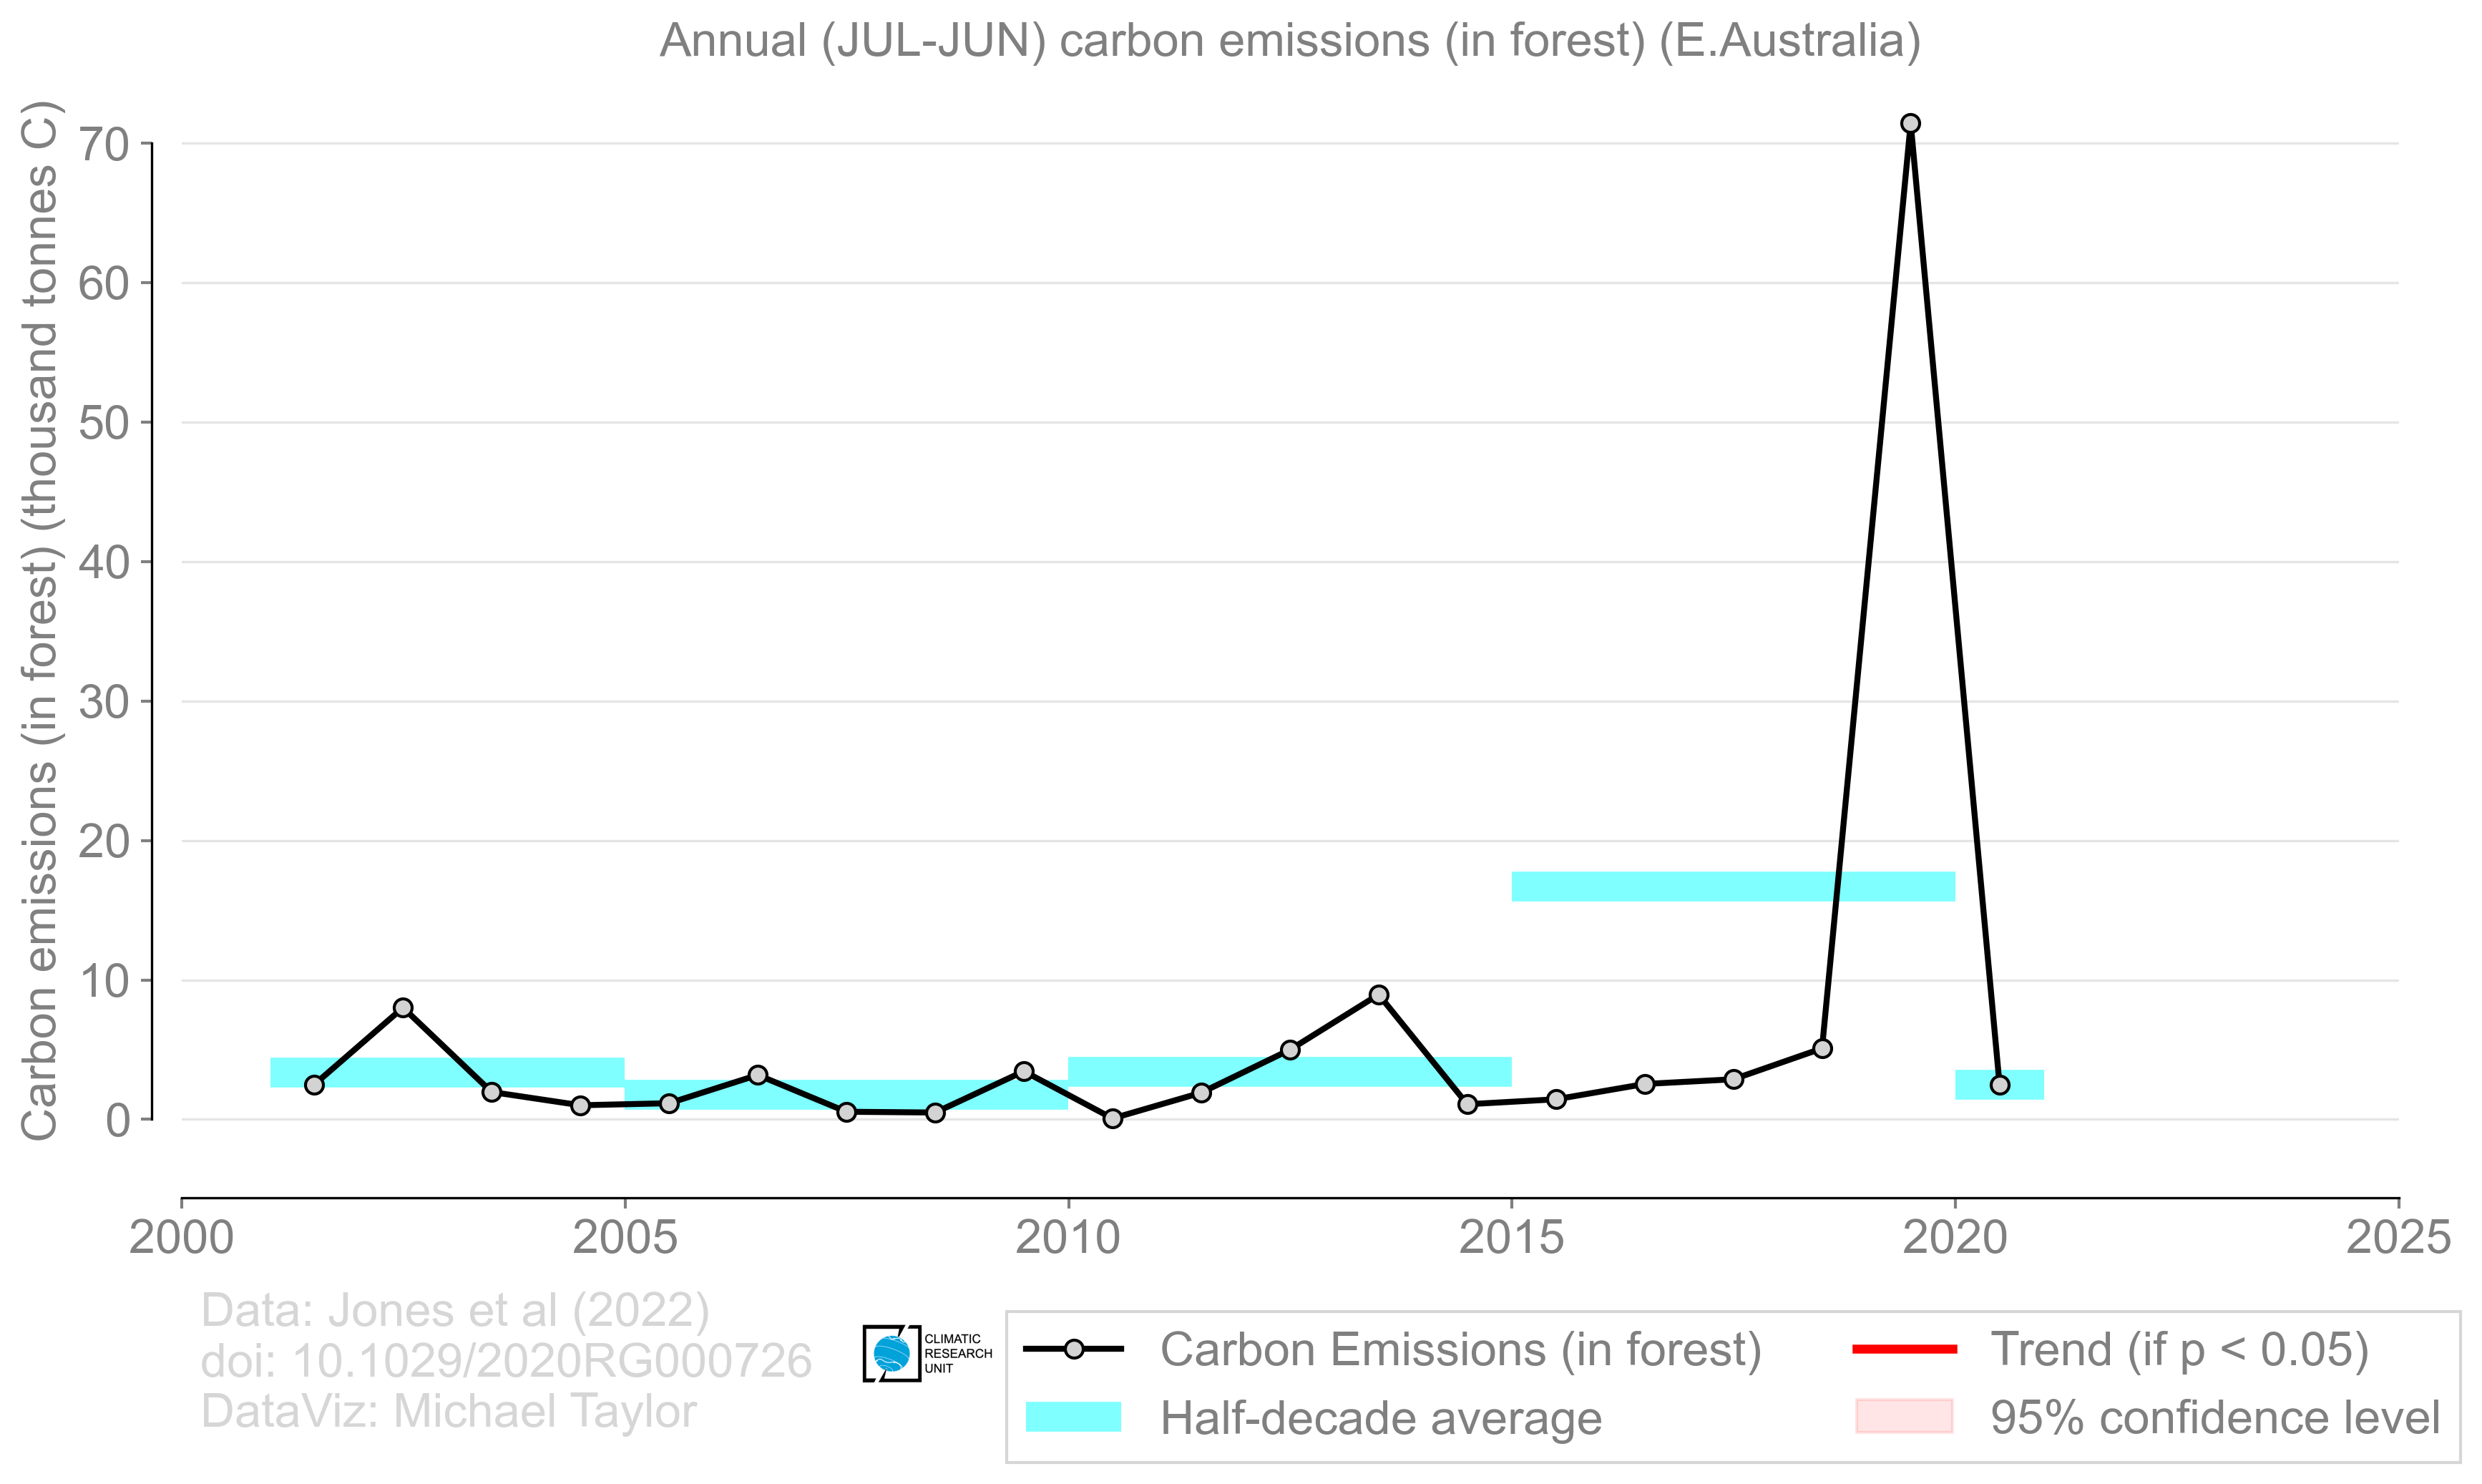 Annual (JUL-JUN) carbon emissions (in forest) (E.Australia)
Carbon emissions (in forest) (thousand tonnes C)
70
60
50
40
30
20
10
0
2000 2005 2010 2015 2020 2025
Data: Jones et al (2022)
doi: 10.1029/2020RG000726
DataViz: Michael Taylor
CLIMATIC
RESEARCH
UNIT
Carbon Emissions (in forest)
Half-decade average
Trend (if p < 0.05)
95% confidence level